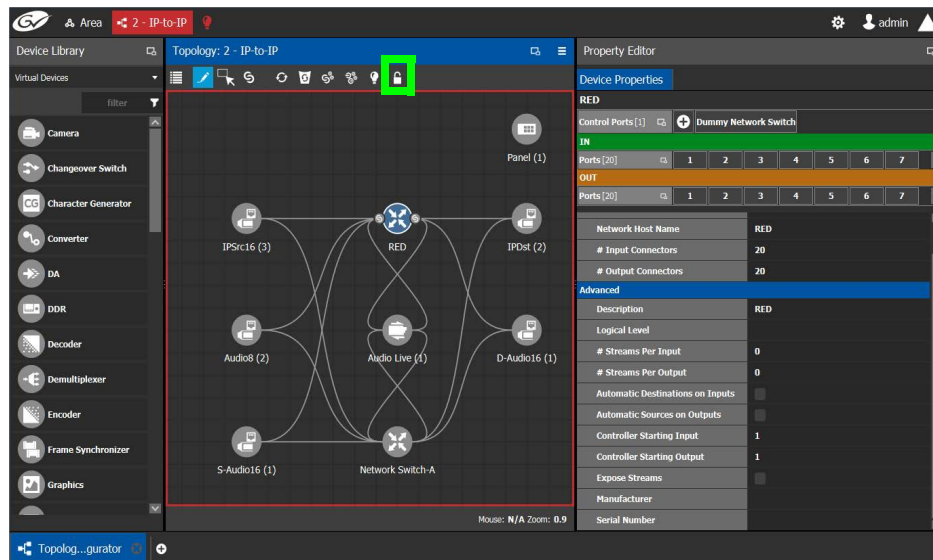 GV Area 2 - IP-to-IP admin
Device Library
Virtual Devices
filter
Camera
Changeover Switch
CG Character Generator
Converter
DA
DDR
Decoder
Demultiplexer
Encoder
Frame Synchronizer
Graphics
Topology: 2 - IP-to-IP
Panel (1)
IPSrc16 (3)
RED
IPDst (2)
Audio8 (2)
Audio Live (1)
D-Audio16 (1)
S-Audio16 (1)
Network Switch-A
Mouse: N/A Zoom: 0.9
Property Editor
Device Properties
RED
Control Ports [1] Dummy Network Switch
IN
Ports [20] 1 2 3 4 5 6 7
OUT
Ports [20] 1 2 3 4 5 6 7
Network Host Name RED
# Input Connectors 20
# Output Connectors 20
Advanced
Description RED
Logical Level
# Streams Per Input 0
# Streams Per Output 0
Automatic Destinations on Inputs
Automatic Sources on Outputs
Controller Starting Input 1
Controller Starting Output 1
Expose Streams
Manufacturer
Serial Number
Topolog...gurator